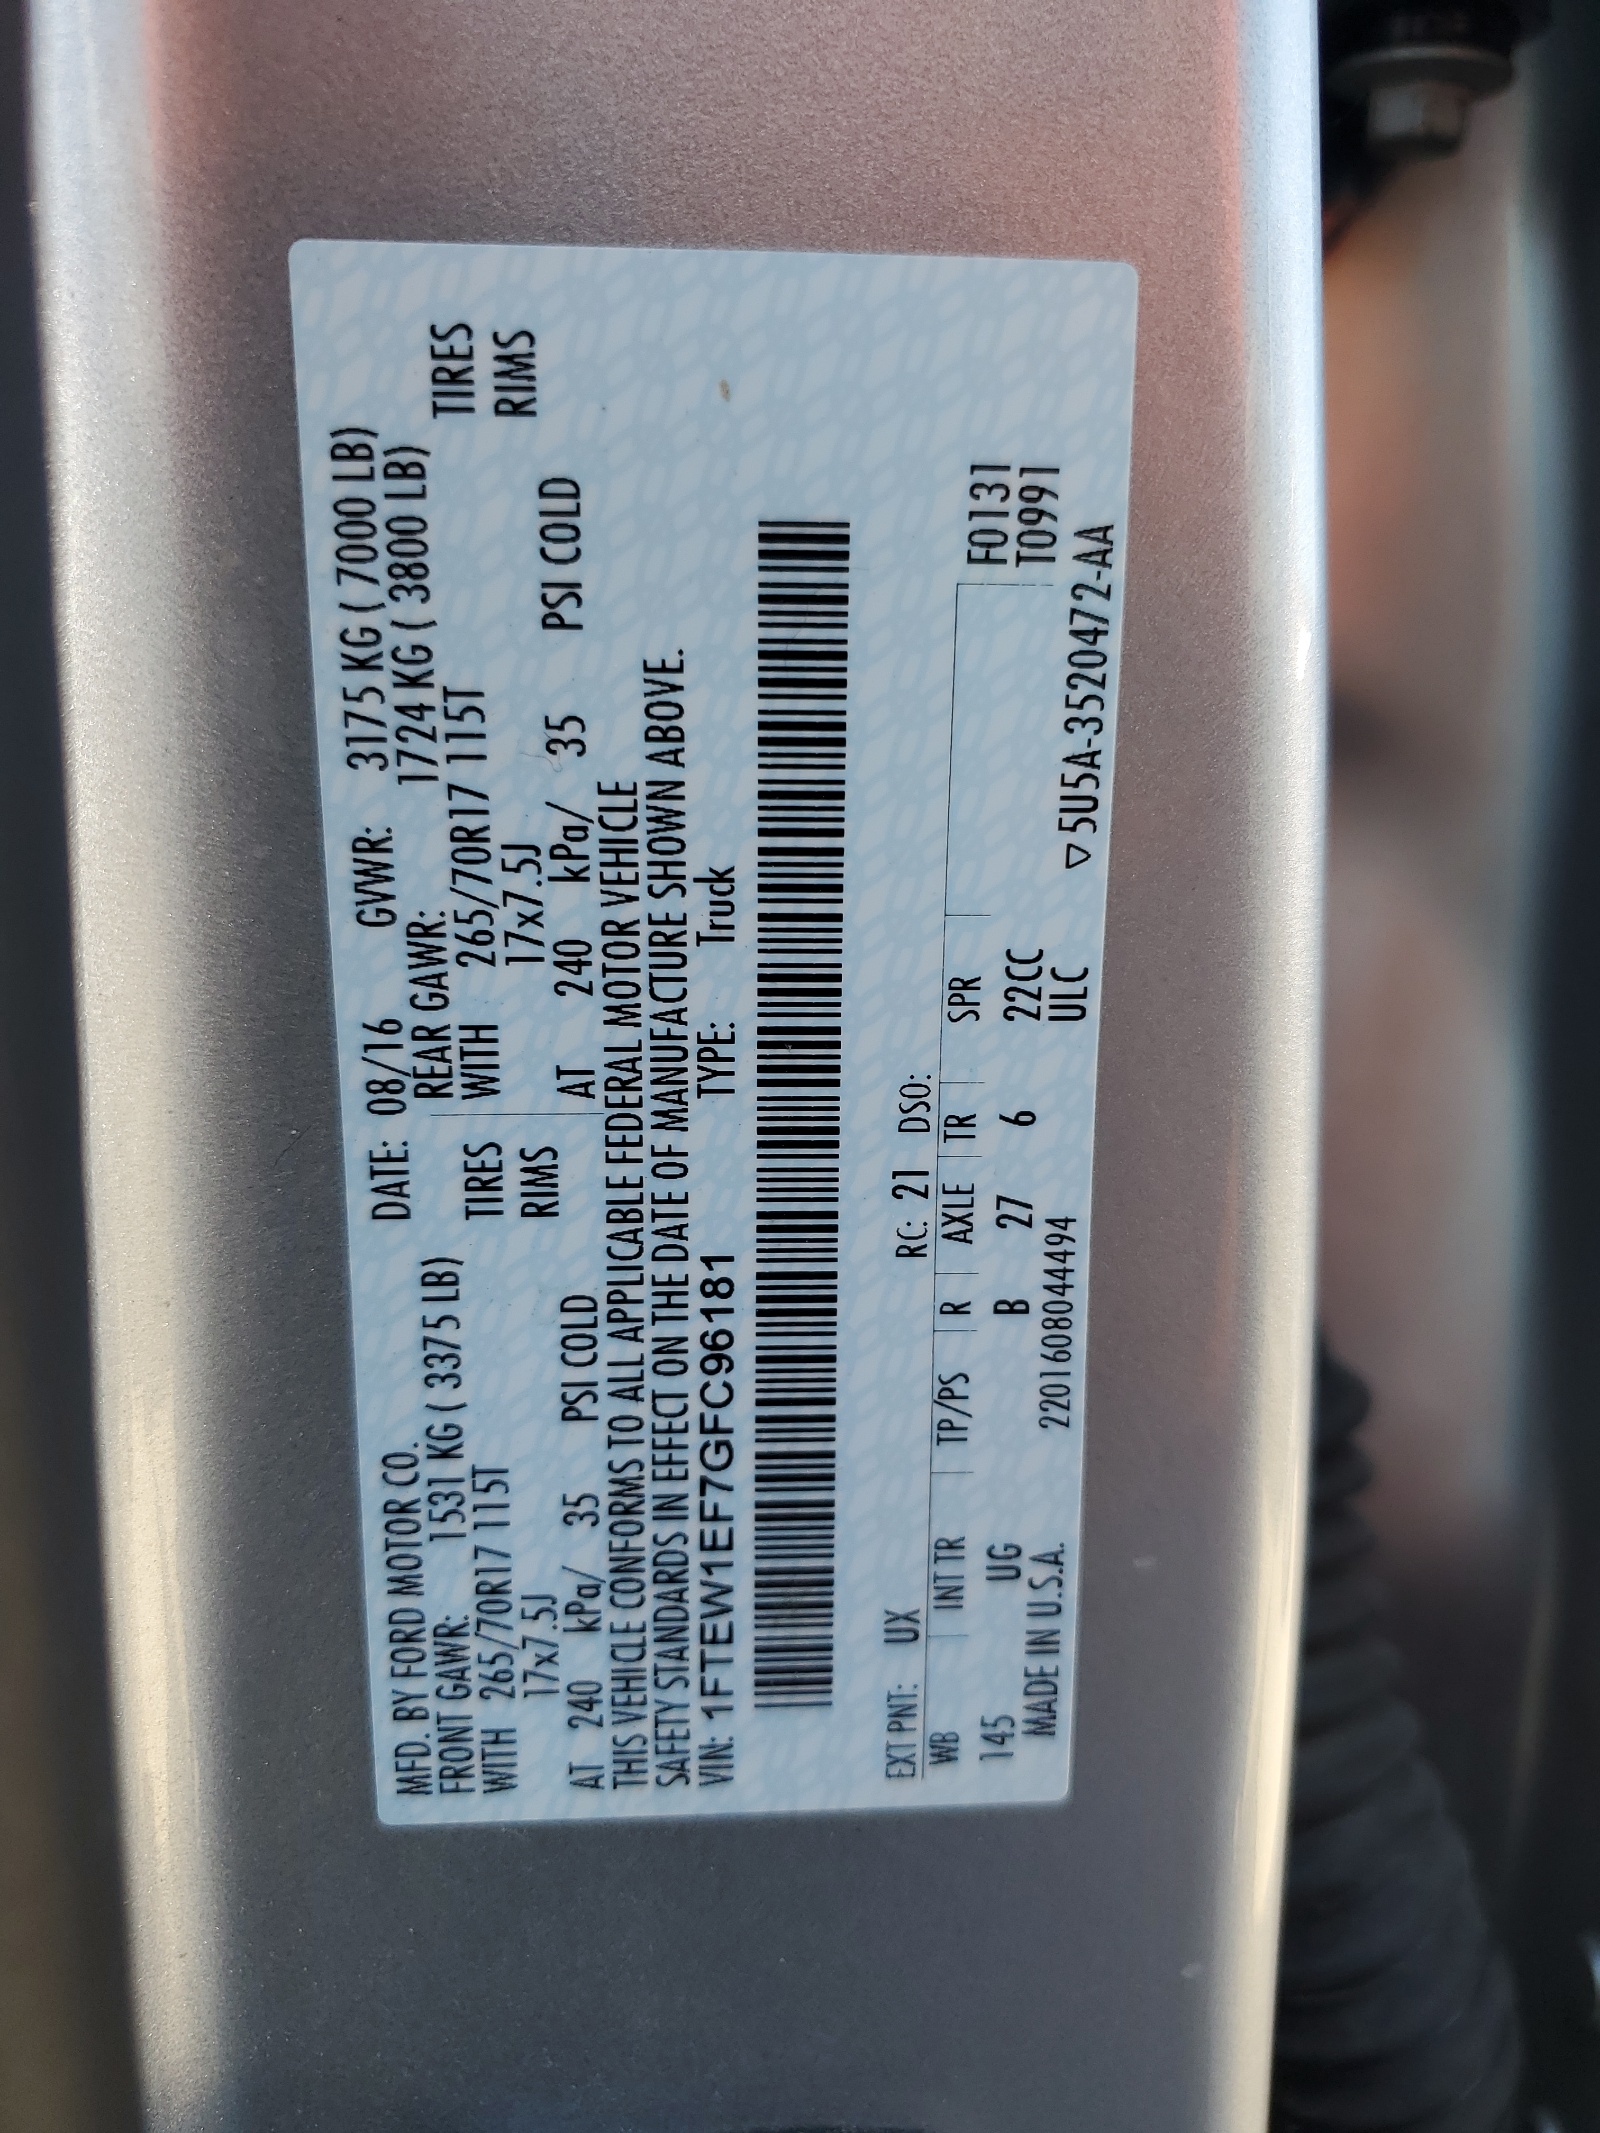 MFD. BY FORD MOTOR CO. DATE: 08/16 GVWR: 3175 KG ( 7000 LB)
FRONT GAWR: 1531 KG ( 3375 LB) REAR GAWR: 1724 KG ( 3800 LB)
WITH 265/70R17 115T TIRES WITH 265/70R17 115T TIRES
17x7.5J RIMS 17x7.5J RIMS
AT 240 kPa/ 35 PSI COLD AT 240 kPa/ 35 PSI COLD
THIS VEHICLE CONFORMS TO ALL APPLICABLE FEDERAL MOTOR VEHICLE
SAFETY STANDARDS IN EFFECT ON THE DATE OF MANUFACTURE SHOWN ABOVE.
VIN: 1FTEW1EF7GFC96181 TYPE: Truck
EXT PNT: UX RC: 21 DSO:
WB INT TR TP/PS R AXLE TR SPR F0131
145 UG B 27 6 22CC T0991
MADE IN U.S.A. 220160804494 ULC
▽5U5A-3520472-AA